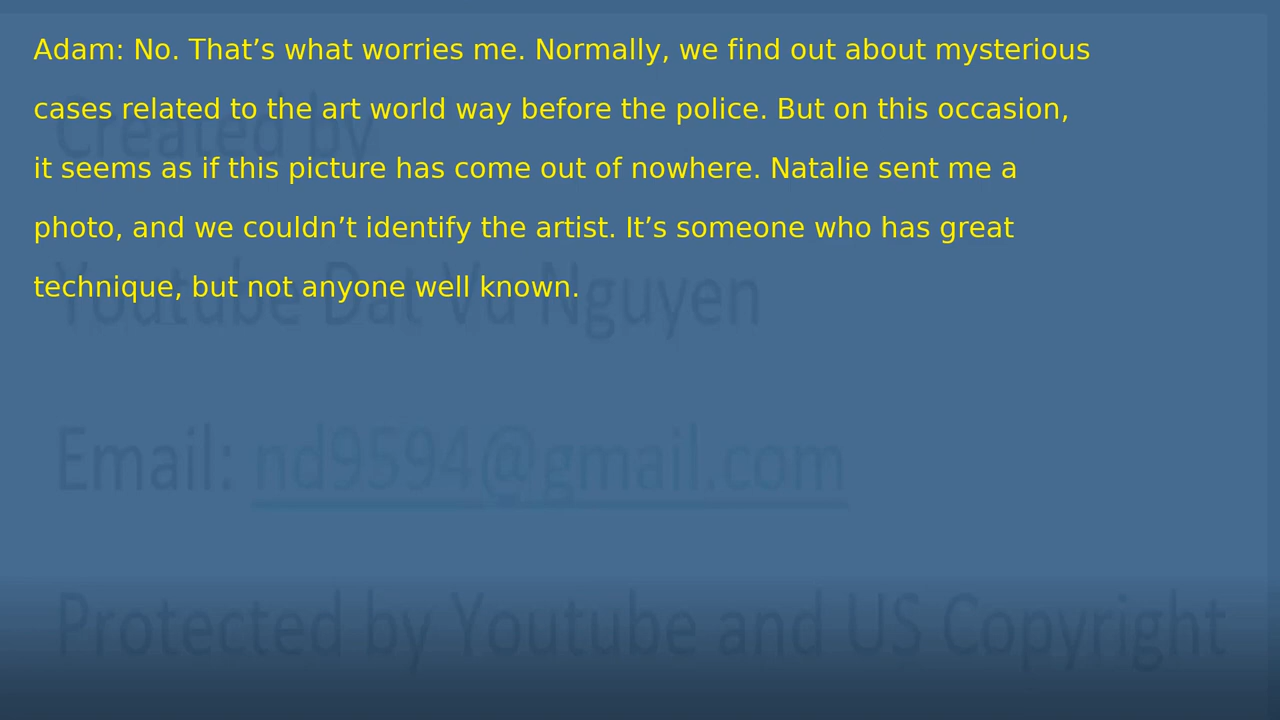 Adam: No. That’s what worries me. Normally, we find out about mysterious
cases related to the art world way before the police. But on this occasion,
it seems as if this picture has come out of nowhere. Natalie sent me a
photo, and we couldn’t identify the artist. It’s someone who has great
technique, but not anyone well known.
Created by
Youtube Dat Vu Nguyen
Email: nd9594@gmail.com
Protected by Youtube and US Copyright